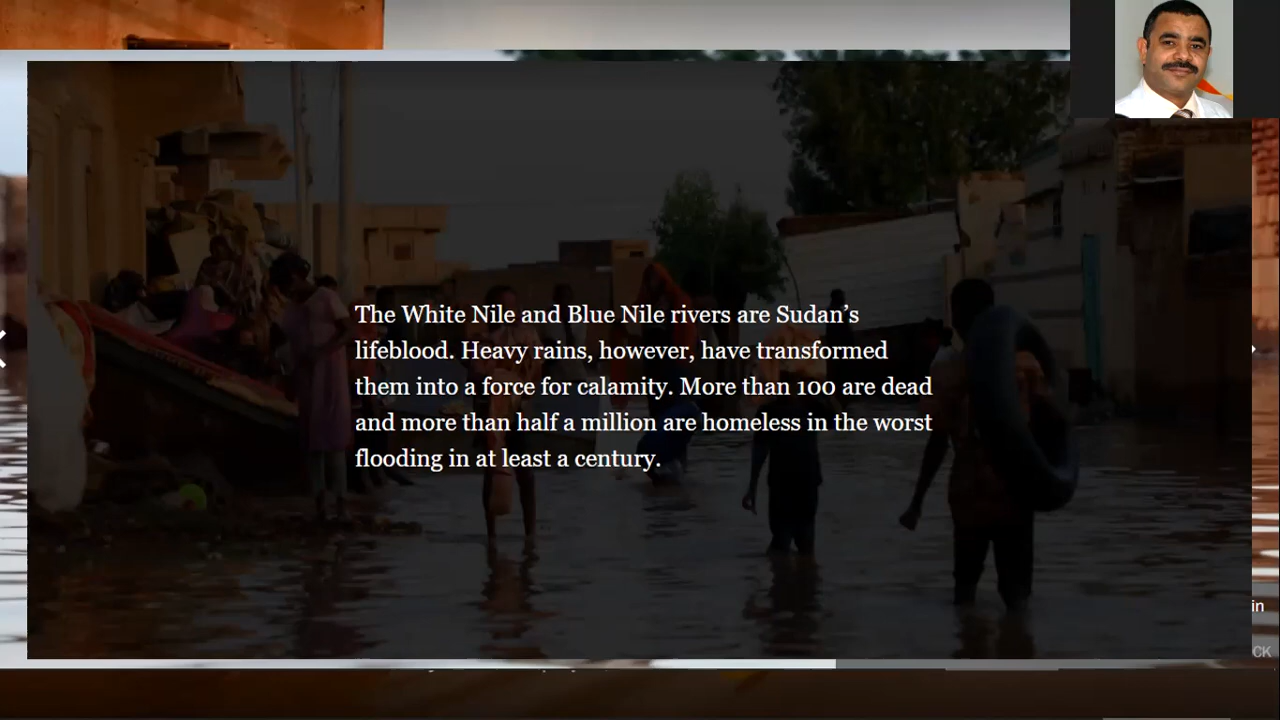 The White Nile and Blue Nile rivers are Sudan’s
lifeblood. Heavy rains, however, have transformed
them into a force for calamity. More than 100 are dead
and more than half a million are homeless in the worst
flooding in at least a century.
in
CK